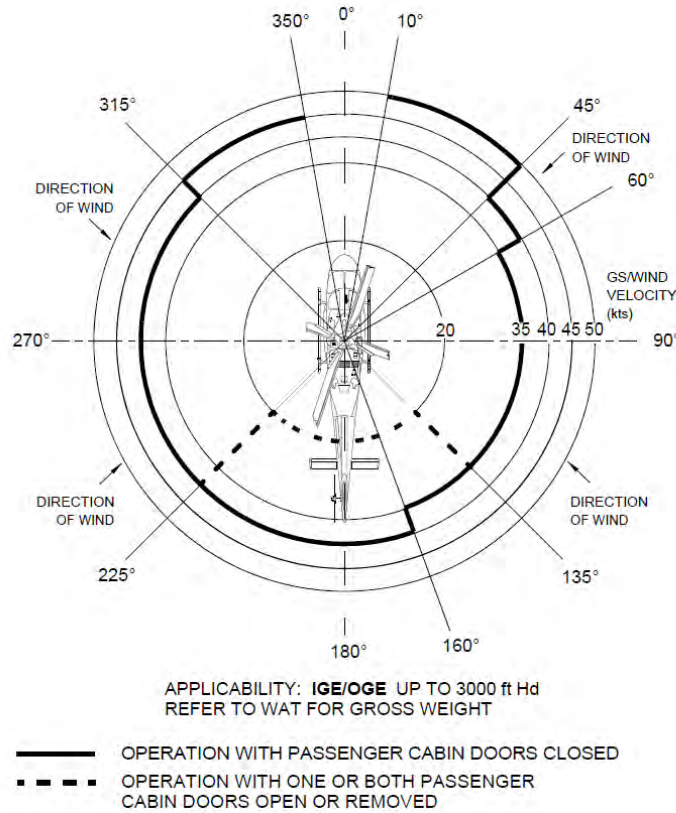 0°
350°
10°
315°
45°
DIRECTION
OF WIND
60°
DIRECTION
OF WIND
GS/WIND
VELOCITY
(kts)
270°
20
35
40
45
50
90°
DIRECTION
OF WIND
DIRECTION
OF WIND
225°
135°
160°
180°
APPLICABILITY: IGE/OGE UP TO 3000 ft Hd
REFER TO WAT FOR GROSS WEIGHT
OPERATION WITH PASSENGER CABIN DOORS CLOSED
OPERATION WITH ONE OR BOTH PASSENGER
CABIN DOORS OPEN OR REMOVED